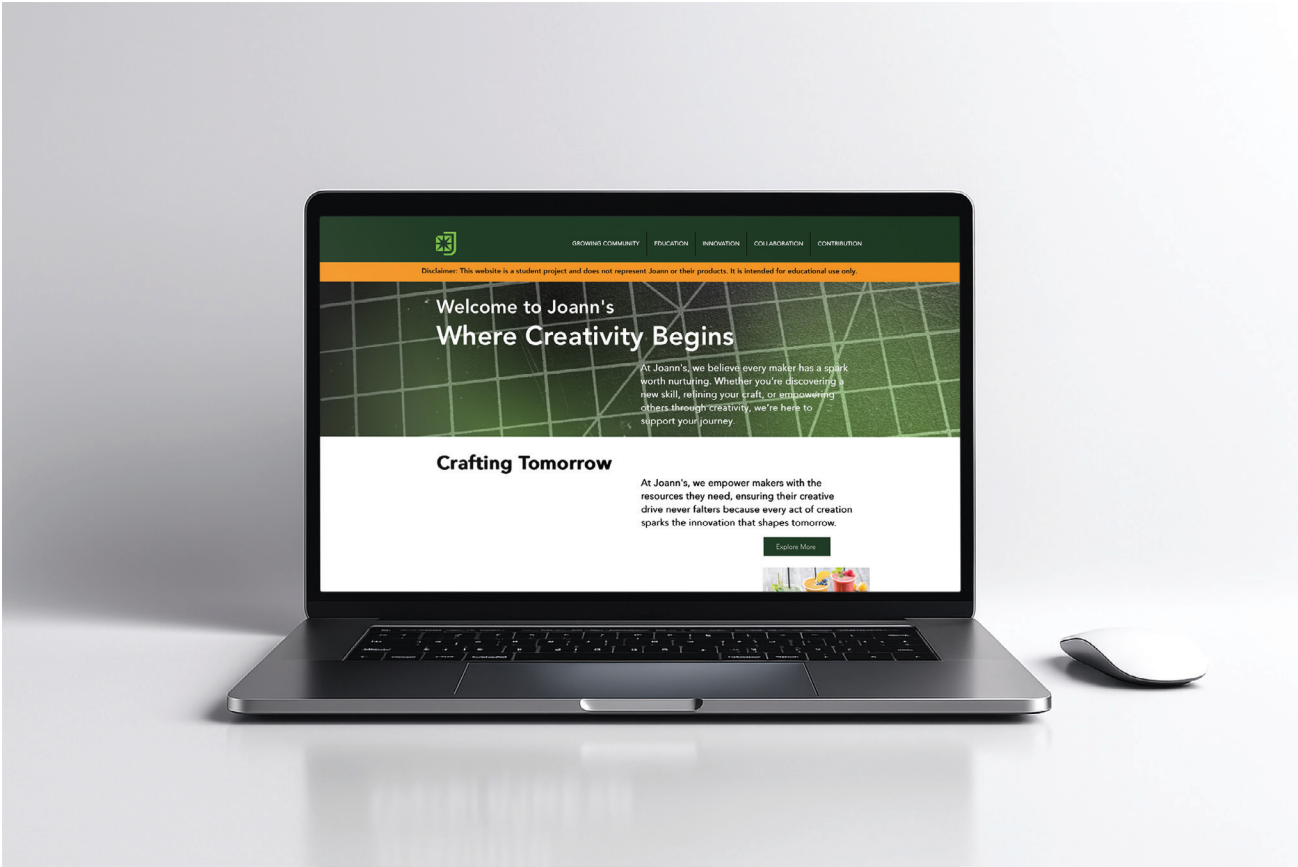 GROWING COMMUNITY
EDUCATION
INNOVATION
COLLABORATION
CONTRIBUTION
Disclaimer: This website is a student project and does not represent Joann or their products. It is intended for educational use only.
Welcome to Joann's
Where Creativity Begins
At Joann's, we believe every maker has a spark
worth nurturing. Whether you're discovering a
new skill, refining your craft, or empowering
others through creativity, we're here to
support your journey.
Crafting Tomorrow
At Joann's, we empower makers with the
resources they need, ensuring their creative
drive never falters because every act of creation
sparks the innovation that shapes tomorrow.
Explore More